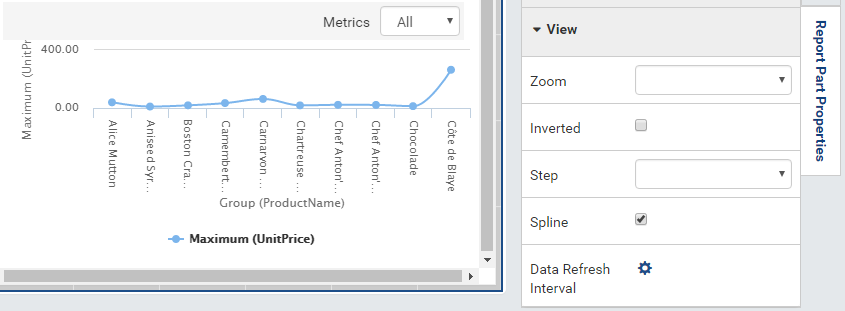 Metrics All
Maximum (UnitPr
400.00
0.00
Alice Mutton
Aniseed Syr...
Boston Cra...
Camembert...
Carnarvon ...
Chartreuse ...
Chef Anton'...
Chef Anton'...
Chocolade
Côte de Blaye
Group (ProductName)
Maximum (UnitPrice)
View
Zoom
Inverted
Step
Spline
Data Refresh
Interval
Report Part Properties